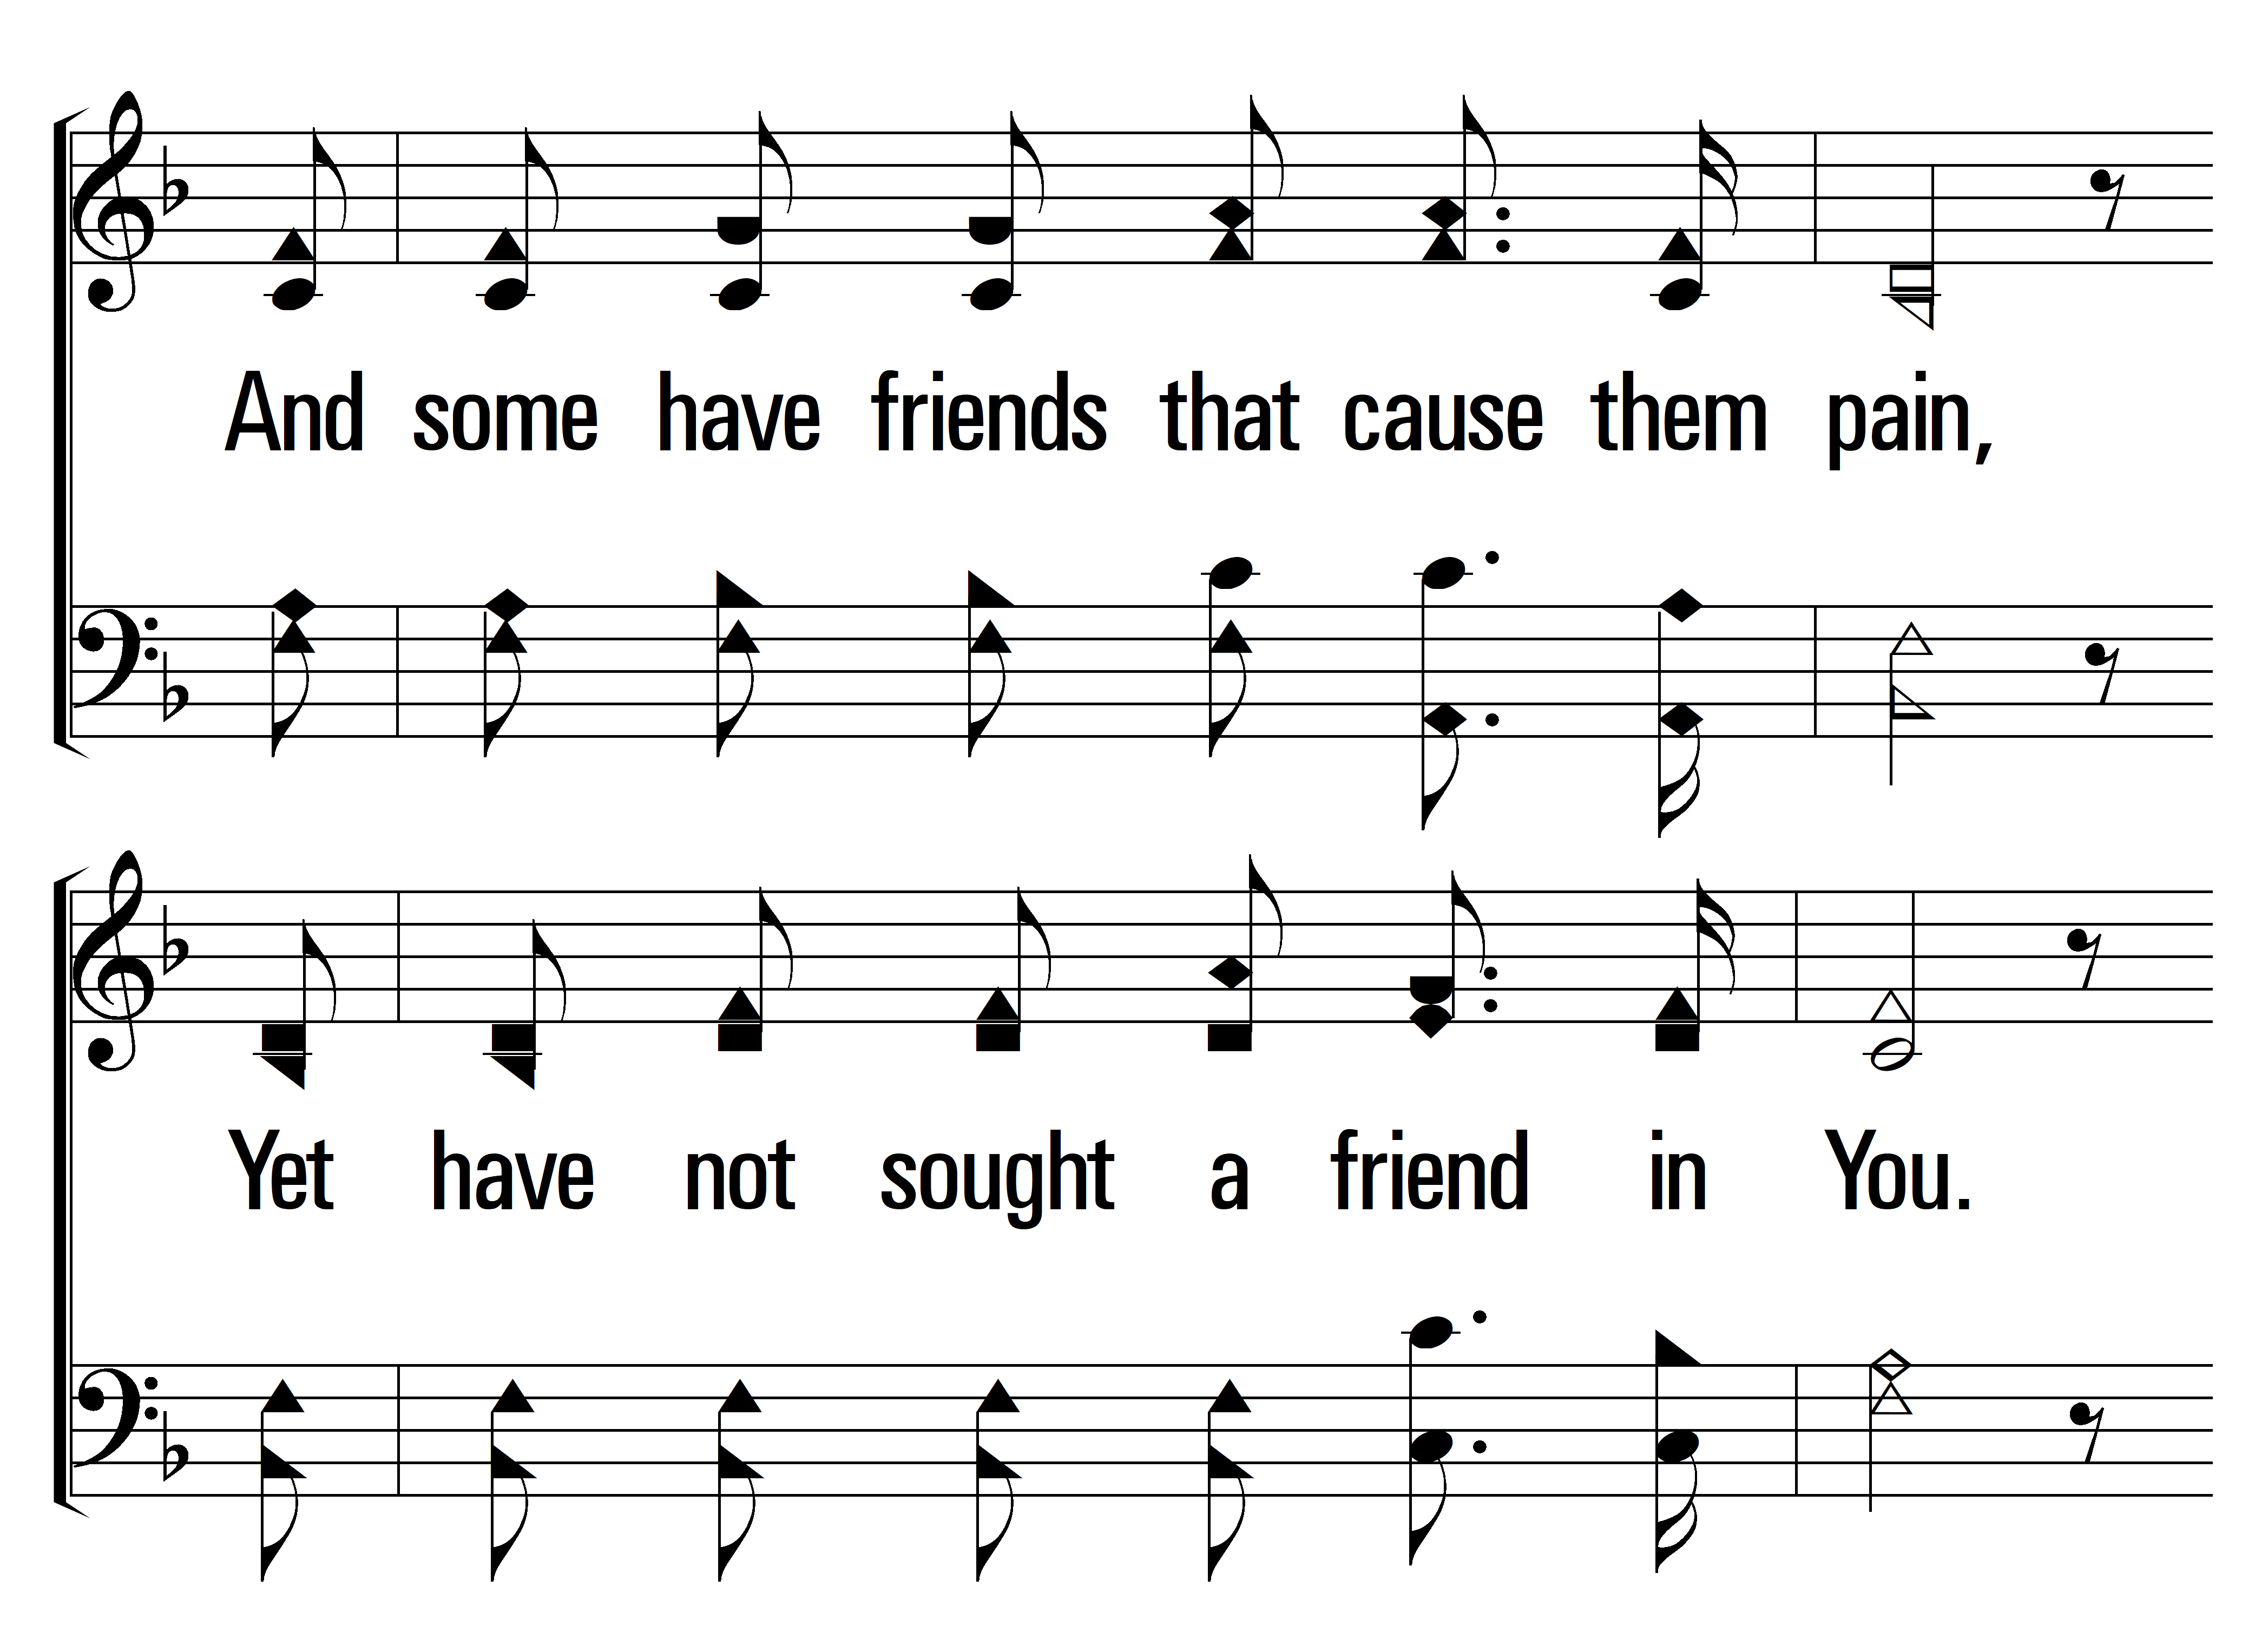 And some have friends that cause them pain,
Yet have not sought a friend in You.